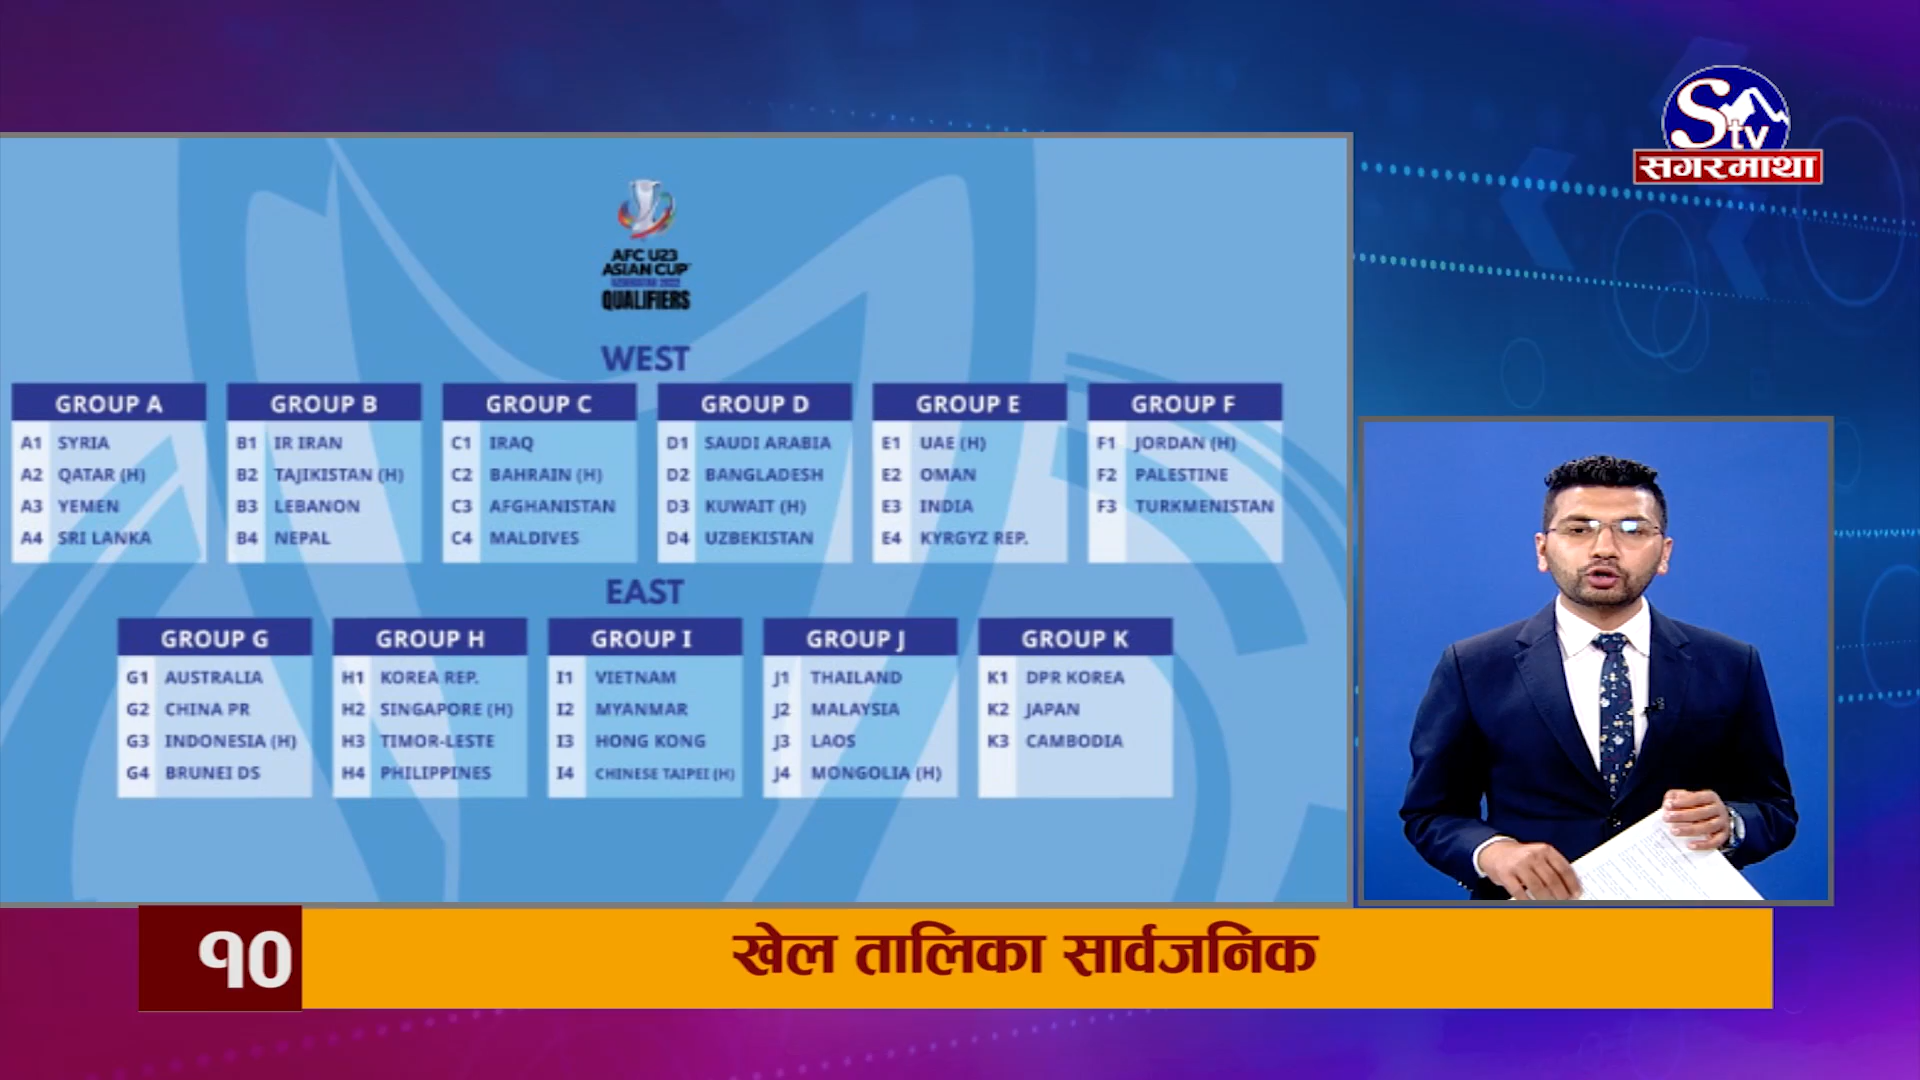 Stv
सगरमाथा
AFC U23
ASIAN CUP
UZBEKISTAN 2022
QUALIFIERS
WEST
GROUP A
A1 SYRIA
A2 QATAR (H)
A3 YEMEN
A4 SRI LANKA
GROUP B
B1 IR IRAN
B2 TAJIKISTAN (H)
B3 LEBANON
B4 NEPAL
GROUP C
C1 IRAQ
C2 BAHRAIN (H)
C3 AFGHANISTAN
C4 MALDIVES
GROUP D
D1 SAUDI ARABIA
D2 BANGLADESH
D3 KUWAIT (H)
D4 UZBEKISTAN
GROUP E
E1 UAE (H)
E2 OMAN
E3 INDIA
E4 KYRGYZ REP.
GROUP F
F1 JORDAN (H)
F2 PALESTINE
F3 TURKMENISTAN
EAST
GROUP G
G1 AUSTRALIA
G2 CHINA PR
G3 INDONESIA (H)
G4 BRUNEI DS
GROUP H
H1 KOREA REP.
H2 SINGAPORE (H)
H3 TIMOR-LESTE
H4 PHILIPPINES
GROUP I
I1 VIETNAM
I2 MYANMAR
I3 HONG KONG
I4 CHINESE TAIPEI (H)
GROUP J
J1 THAILAND
J2 MALAYSIA
J3 LAOS
J4 MONGOLIA (H)
GROUP K
K1 DPR KOREA
K2 JAPAN
K3 CAMBODIA
१० खेल तालिका सार्वजनिक